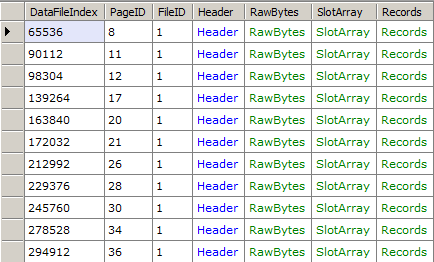 DataFileIndex PageID FileID Header RawBytes SlotArray Records
65536 8 1 Header RawBytes SlotArray Records
90112 11 1 Header RawBytes SlotArray Records
98304 12 1 Header RawBytes SlotArray Records
139264 17 1 Header RawBytes SlotArray Records
163840 20 1 Header RawBytes SlotArray Records
172032 21 1 Header RawBytes SlotArray Records
212992 26 1 Header RawBytes SlotArray Records
229376 28 1 Header RawBytes SlotArray Records
245760 30 1 Header RawBytes SlotArray Records
278528 34 1 Header RawBytes SlotArray Records
294912 36 1 Header RawBytes SlotArray Records